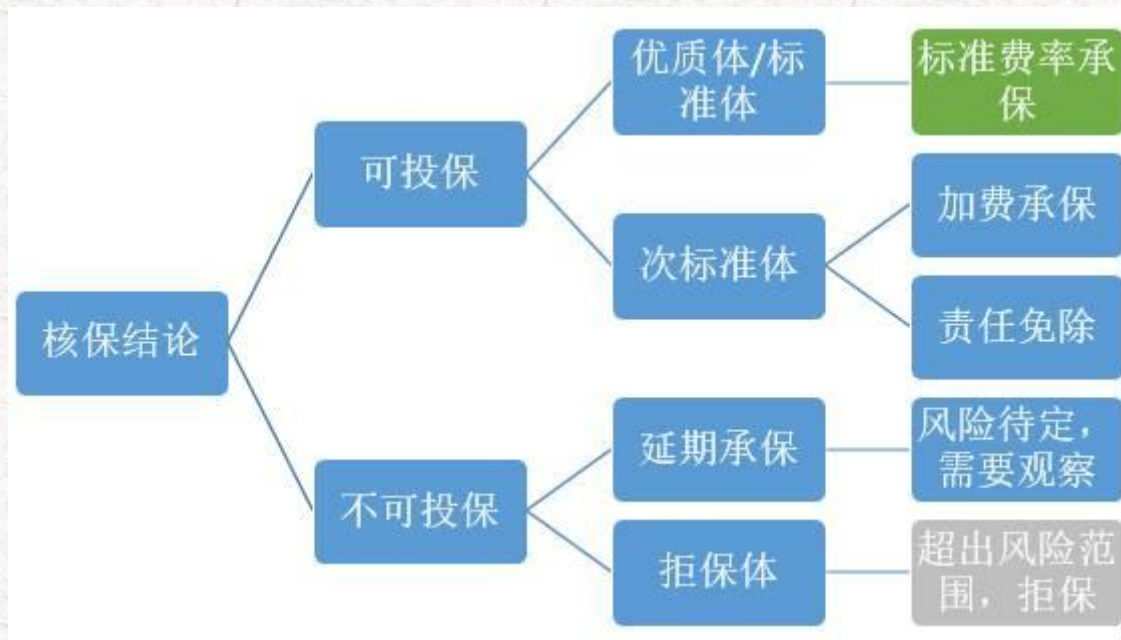 核保结论
可投保
优质体/标
准体
标准费率承
保
次标准体
加费承保
责任免除
不可投保
延期承保
风险待定，
需要观察
拒保体
超出风险范
围，拒保